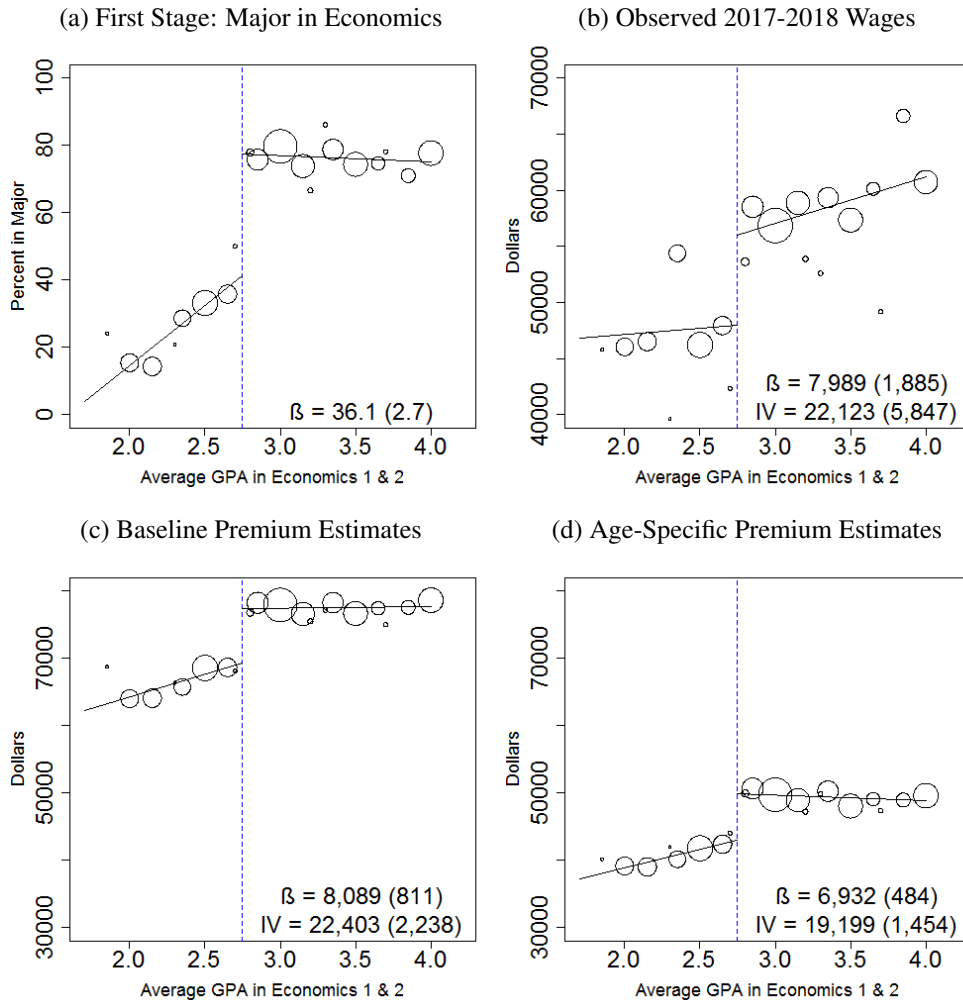 (a) First Stage: Major in Economics
Percent in Major
100
80
60
40
20
0
ß = 36.1 (2.7)
2.0 2.5 3.0 3.5 4.0
Average GPA in Economics 1 & 2
(b) Observed 2017-2018 Wages
Dollars
70000
60000
50000
40000
ß = 7,989 (1,885)
IV = 22,123 (5,847)
2.0 2.5 3.0 3.5 4.0
Average GPA in Economics 1 & 2
(c) Baseline Premium Estimates
Dollars
70000
50000
30000
ß = 8,089 (811)
IV = 22,403 (2,238)
2.0 2.5 3.0 3.5 4.0
Average GPA in Economics 1 & 2
(d) Age-Specific Premium Estimates
Dollars
70000
50000
30000
ß = 6,932 (484)
IV = 19,199 (1,454)
2.0 2.5 3.0 3.5 4.0
Average GPA in Economics 1 & 2